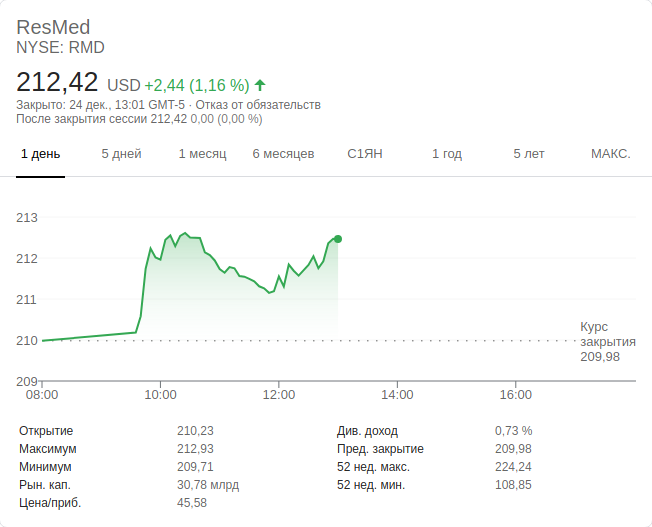 ResMed
NYSE: RMD
212,42 USD +2,44 (1,16 %)
Закрыто: 24 дек., 13:01 GMT-5 · Отказ от обязательств
После закрытия сессии 212,42 0,00 (0,00 %)
1 день 5 дней 1 месяц 6 месяцев С1ЯН 1 год 5 лет МАКС.
213
212
211
210
209
Курс
закрытия
209,98
08:00 10:00 12:00 14:00 16:00
Открытие 210,23 Див. доход 0,73 %
Максимум 212,93 Пред. закрытие 209,98
Минимум 209,71 52 нед. макс. 224,24
Рын. кап. 30,78 млрд 52 нед. мин. 108,85
Цена/приб. 45,58